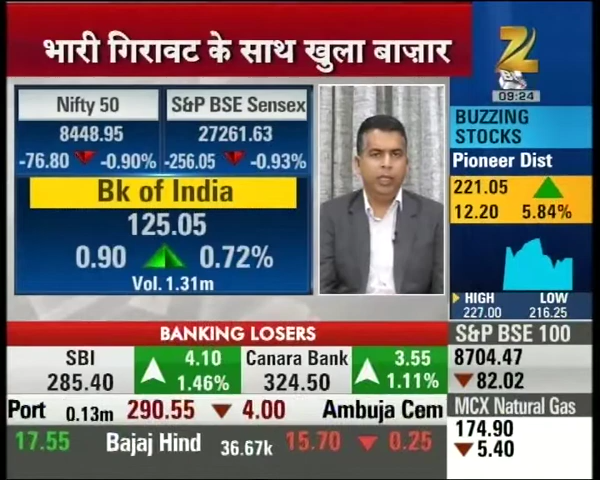 भारी गिरावट के साथ खुला बाज़ार
09:24
Nifty 50
8448.95
-76.80 -0.90%
S&P BSE Sensex
27261.63
-256.05 -0.93%
Bk of India
125.05
0.90 0.72%
Vol. 1.31m
BUZZING
STOCKS
Pioneer Dist
221.05
12.20 5.84%
HIGH LOW
227.00 216.25
BANKING LOSERS
SBI 4.10
285.40 1.46%
Canara Bank 3.55
324.50 1.11%
S&P BSE 100
8704.47
82.02
MCX Natural Gas
174.90
5.40
Port 0.13m 290.55 4.00 Ambuja Cem
17.55 Bajaj Hind 36.67k 15.70 0.25